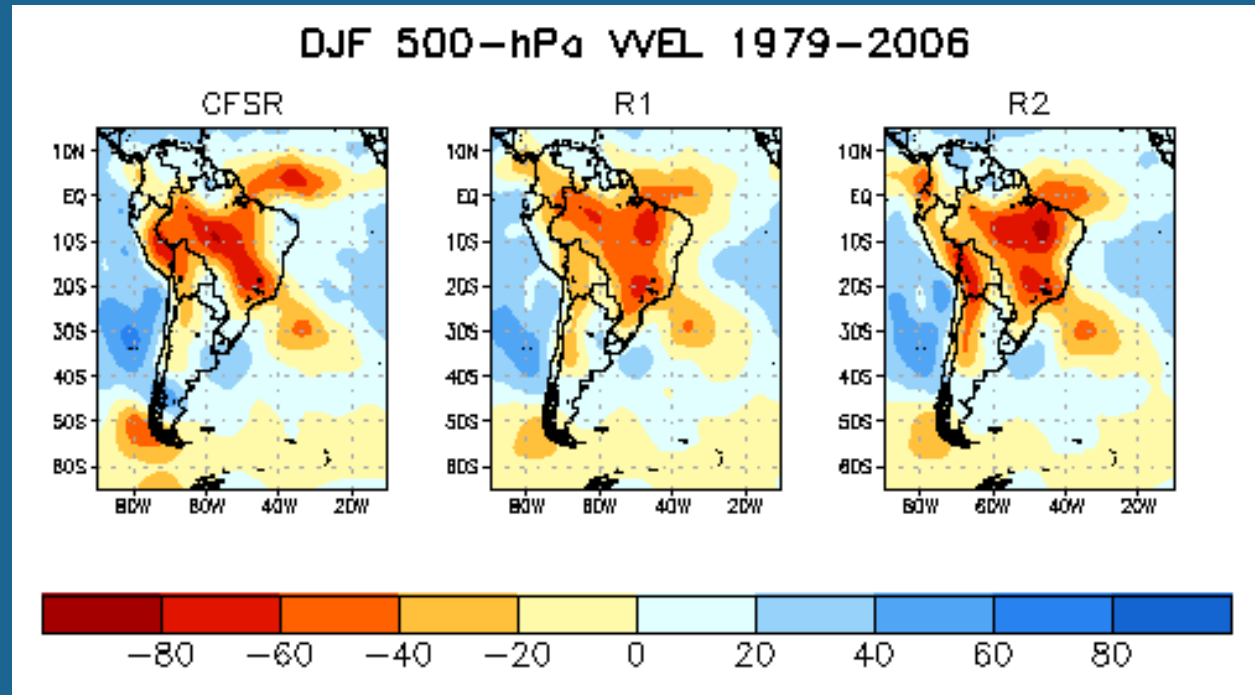 DJF 500-hPa VVEL 1979-2006
CFSR R1 R2
10N 10N 10N
EQ EQ EQ
10S 10S 10S
20S 20S 20S
30S 30S 30S
40S 40S 40S
50S 50S 50S
60S 60S 60S
80W 60W 40W 20W 80W 60W 40W 20W 80W 60W 40W 20W
-80 -60 -40 -20 0 20 40 60 80